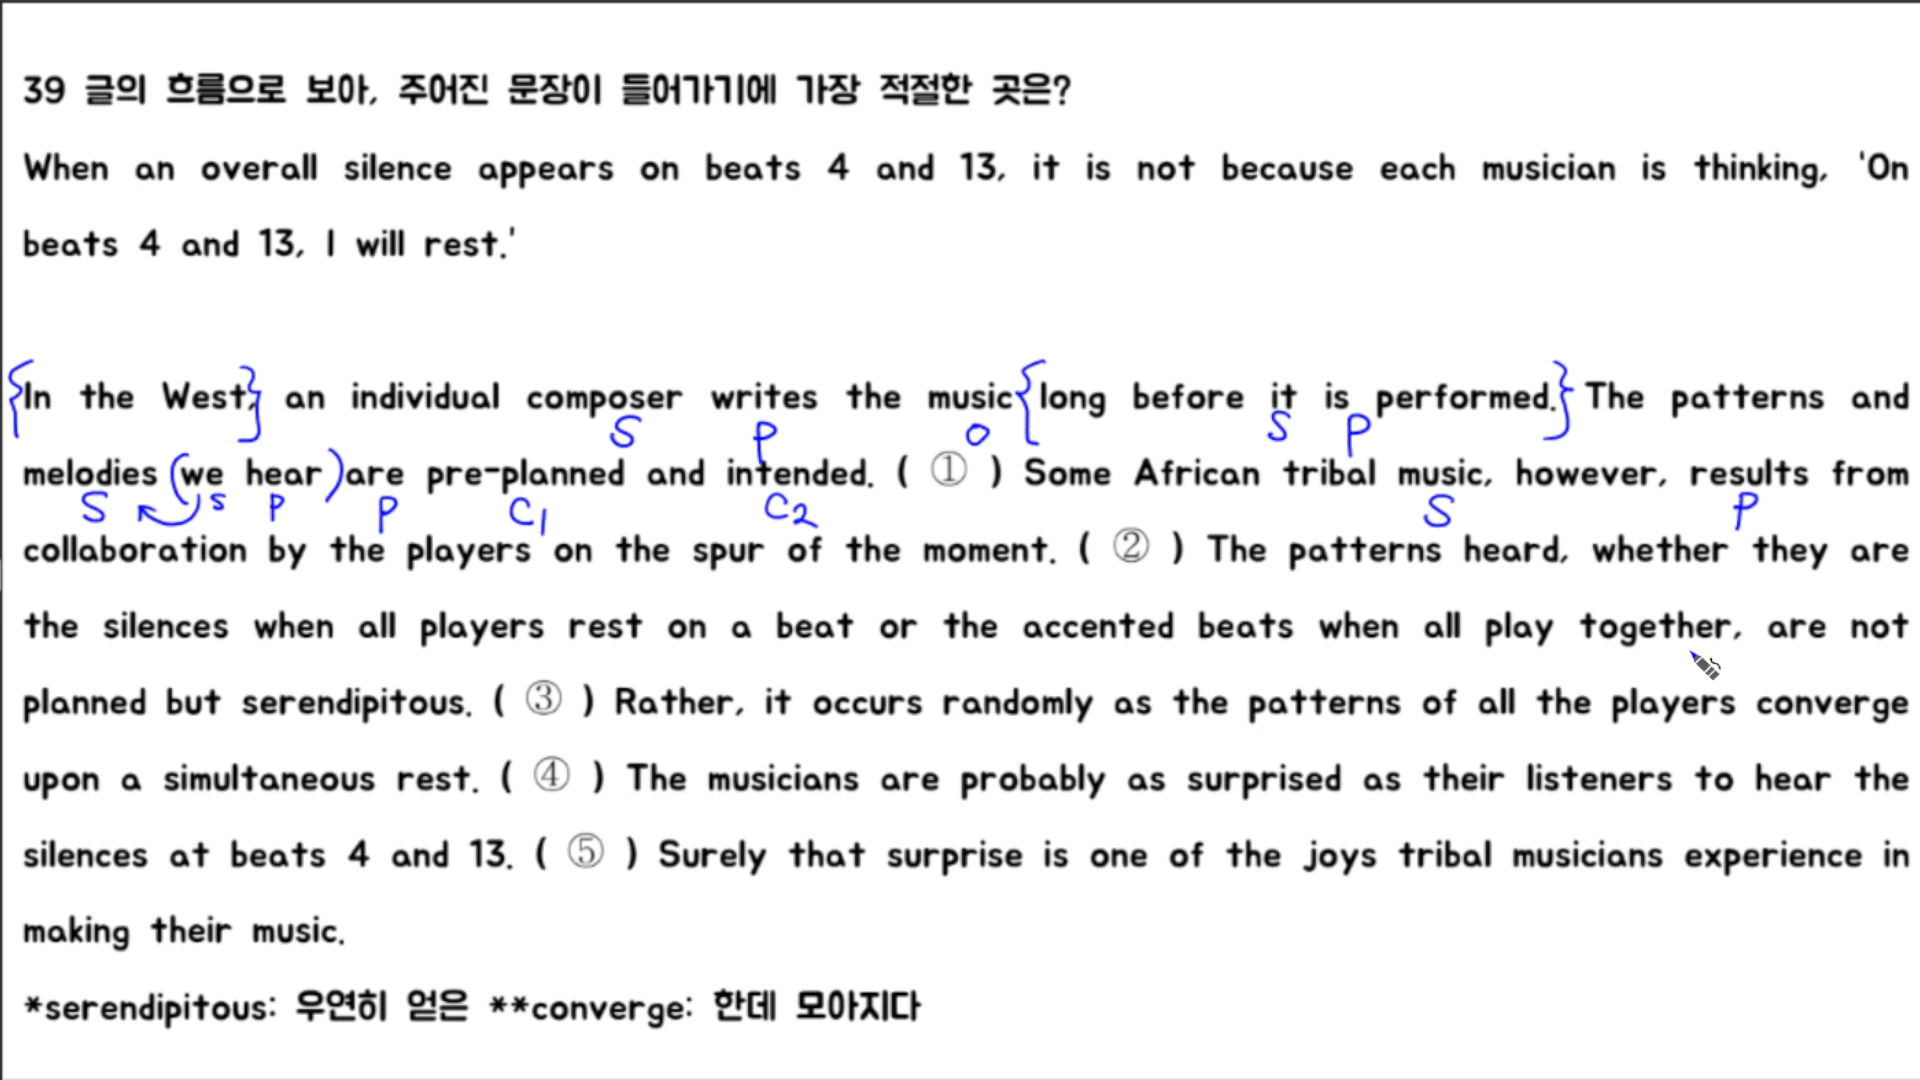 39 글의 흐름으로 보아, 주어진 문장이 들어가기에 가장 적절한 곳은?
When an overall silence appears on beats 4 and 13, it is not because each musician is thinking, 'On
beats 4 and 13, I will rest.'
{In the West,} an individual composer writes the music {long before it is performed.} The patterns and
S P O S P
melodies (we hear) are pre-planned and intended. ( ① ) Some African tribal music, however, results from
S s P P C1 C2 S P
collaboration by the players on the spur of the moment. ( ② ) The patterns heard, whether they are
the silences when all players rest on a beat or the accented beats when all play together, are not
planned but serendipitous. ( ③ ) Rather, it occurs randomly as the patterns of all the players converge
upon a simultaneous rest. ( ④ ) The musicians are probably as surprised as their listeners to hear the
silences at beats 4 and 13. ( ⑤ ) Surely that surprise is one of the joys tribal musicians experience in
making their music.
*serendipitous: 우연히 얻은 **converge: 한데 모아지다